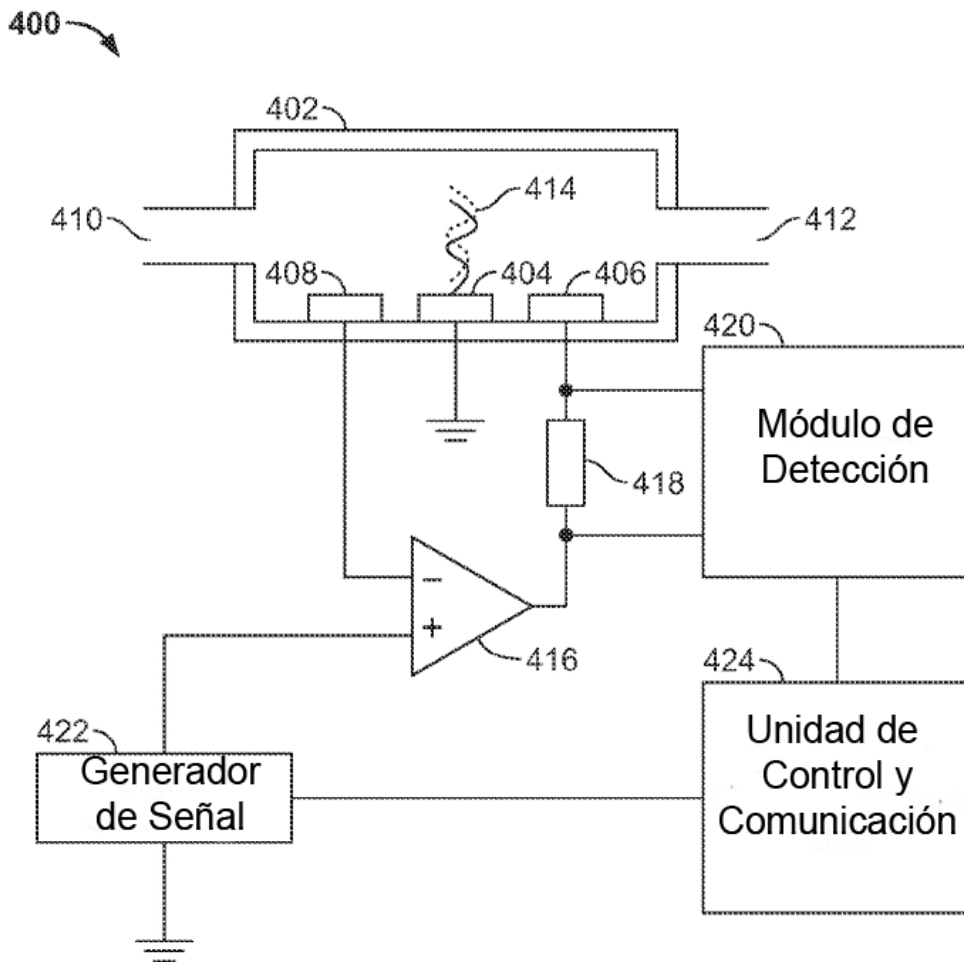 400
402
410
414
412
408
404
406
420
Módulo de
Detección
418
−
+
416
424
Unidad de
Control y
Comunicación
422
Generador
de Señal